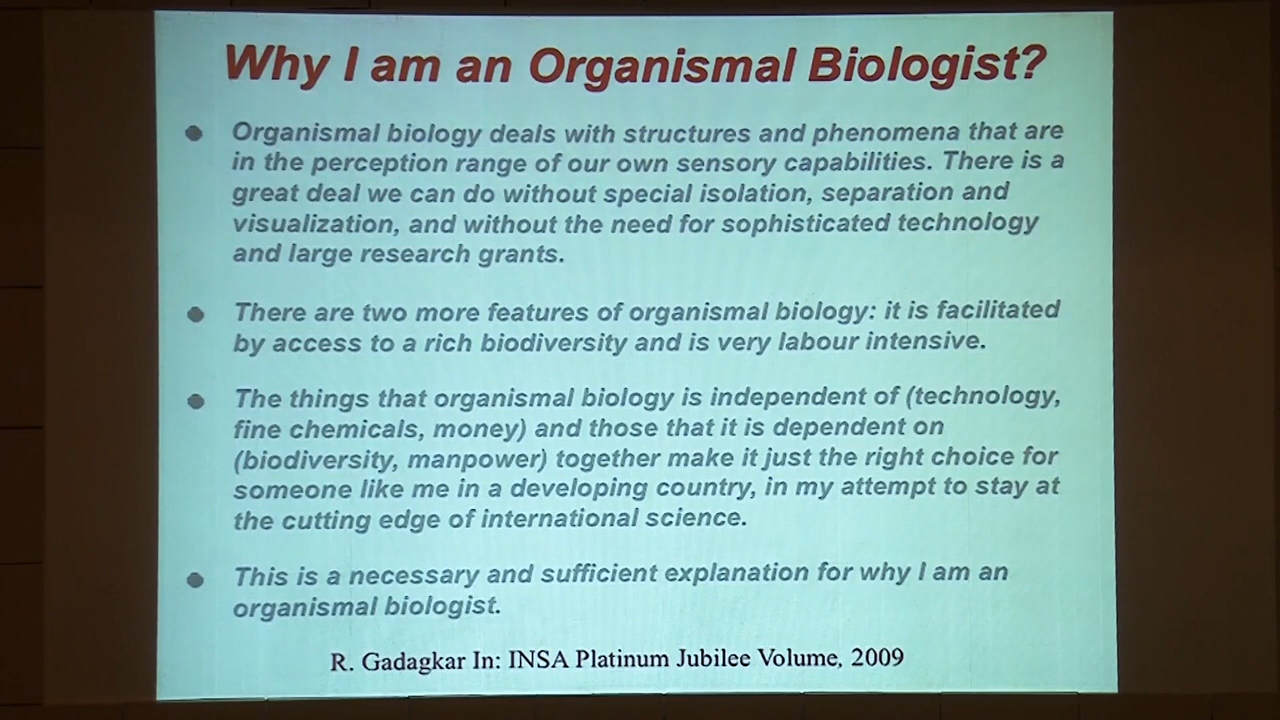 Why I am an Organismal Biologist?
● Organismal biology deals with structures and phenomena that are
in the perception range of our own sensory capabilities. There is a
great deal we can do without special isolation, separation and
visualization, and without the need for sophisticated technology
and large research grants.
● There are two more features of organismal biology: it is facilitated
by access to a rich biodiversity and is very labour intensive.
● The things that organismal biology is independent of (technology,
fine chemicals, money) and those that it is dependent on
(biodiversity, manpower) together make it just the right choice for
someone like me in a developing country, in my attempt to stay at
the cutting edge of international science.
● This is a necessary and sufficient explanation for why I am an
organismal biologist.
R. Gadagkar In: INSA Platinum Jubilee Volume, 2009